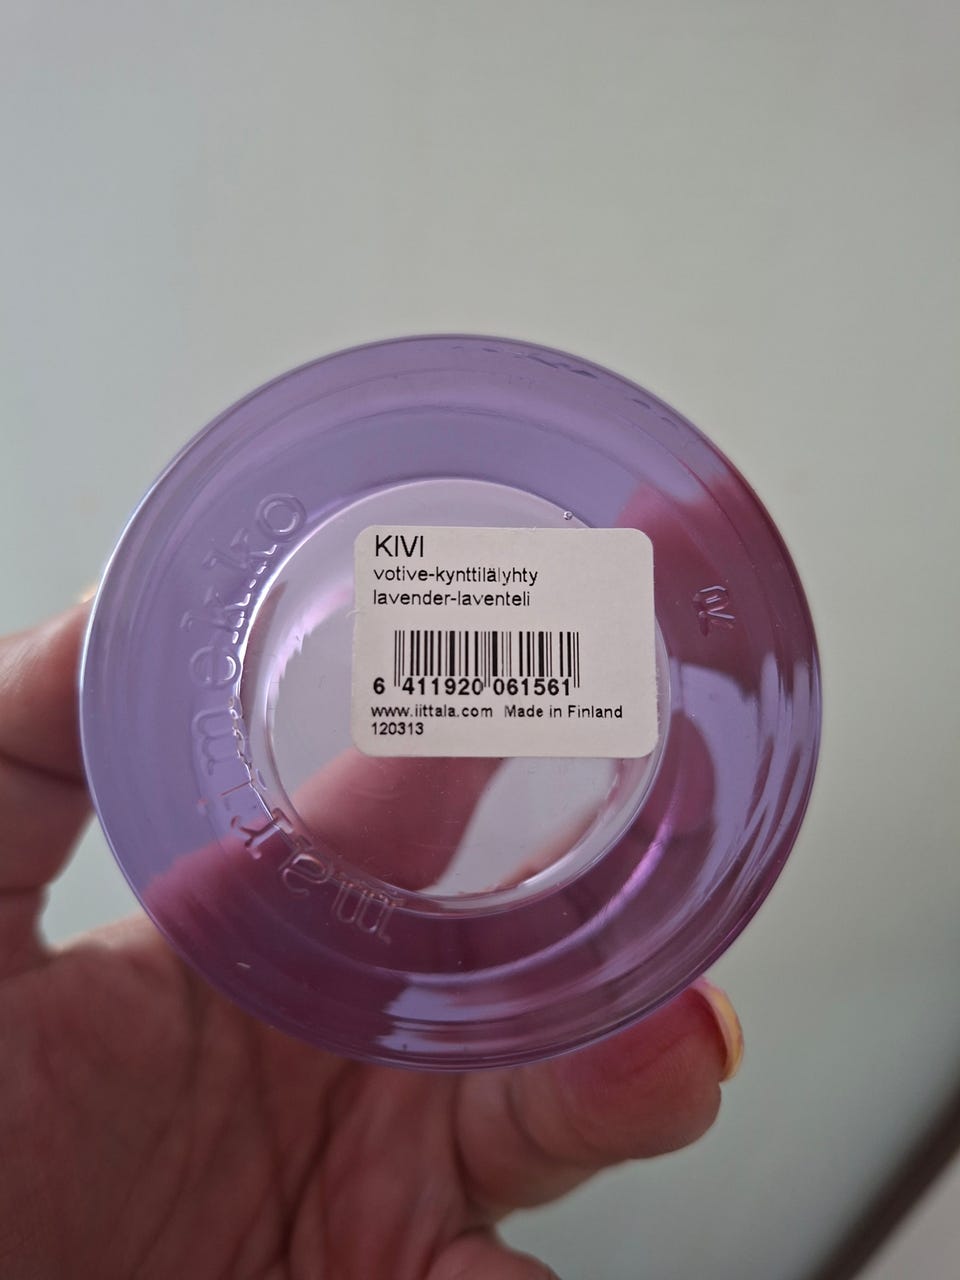 KIVI
votive-kynttilälyhty
lavender-laventeli
6 411920 061561
www.iittala.com Made in Finland
120313
marimekko